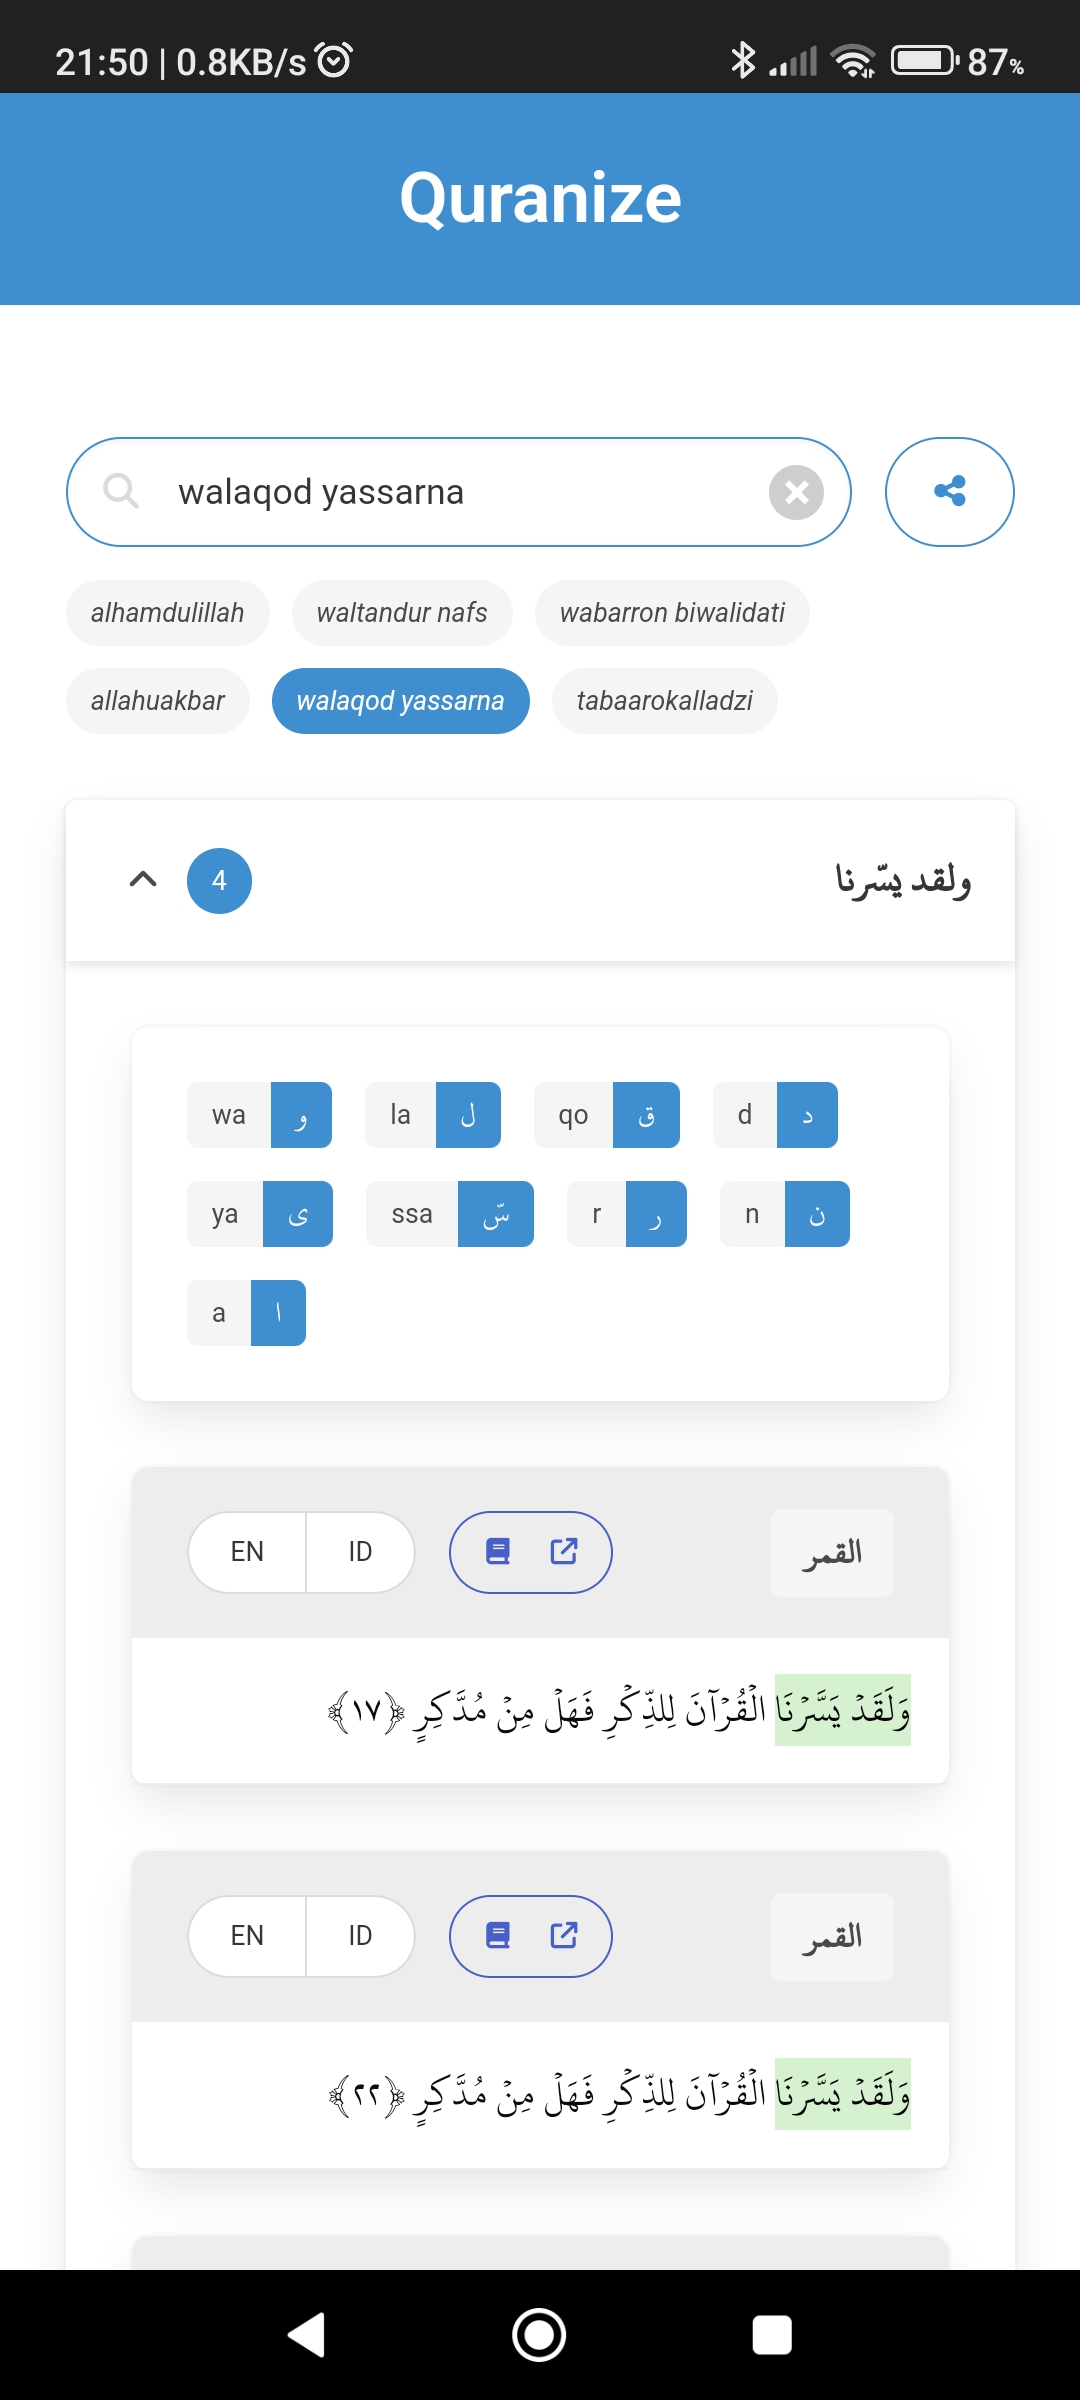 21:50 | 0.8KB/s 87%
Quranize
walaqod yassarna
alhamdulillah waltandur nafs wabarron biwalidati
allahuakbar walaqod yassarna tabaarokalladzi
4 ولقد يسّرنا
wa و la ل qo ق d د
ya ى ssa سّ r ر n ن
a ا
EN ID القمر
وَلَقَدْ يَسَّرْنَا الْقُرْآنَ لِلذِّكْرِ فَهَلْ مِنْ مُدَّكِرٍ ﴿١٧﴾
EN ID القمر
وَلَقَدْ يَسَّرْنَا الْقُرْآنَ لِلذِّكْرِ فَهَلْ مِنْ مُدَّكِرٍ ﴿٢٢﴾